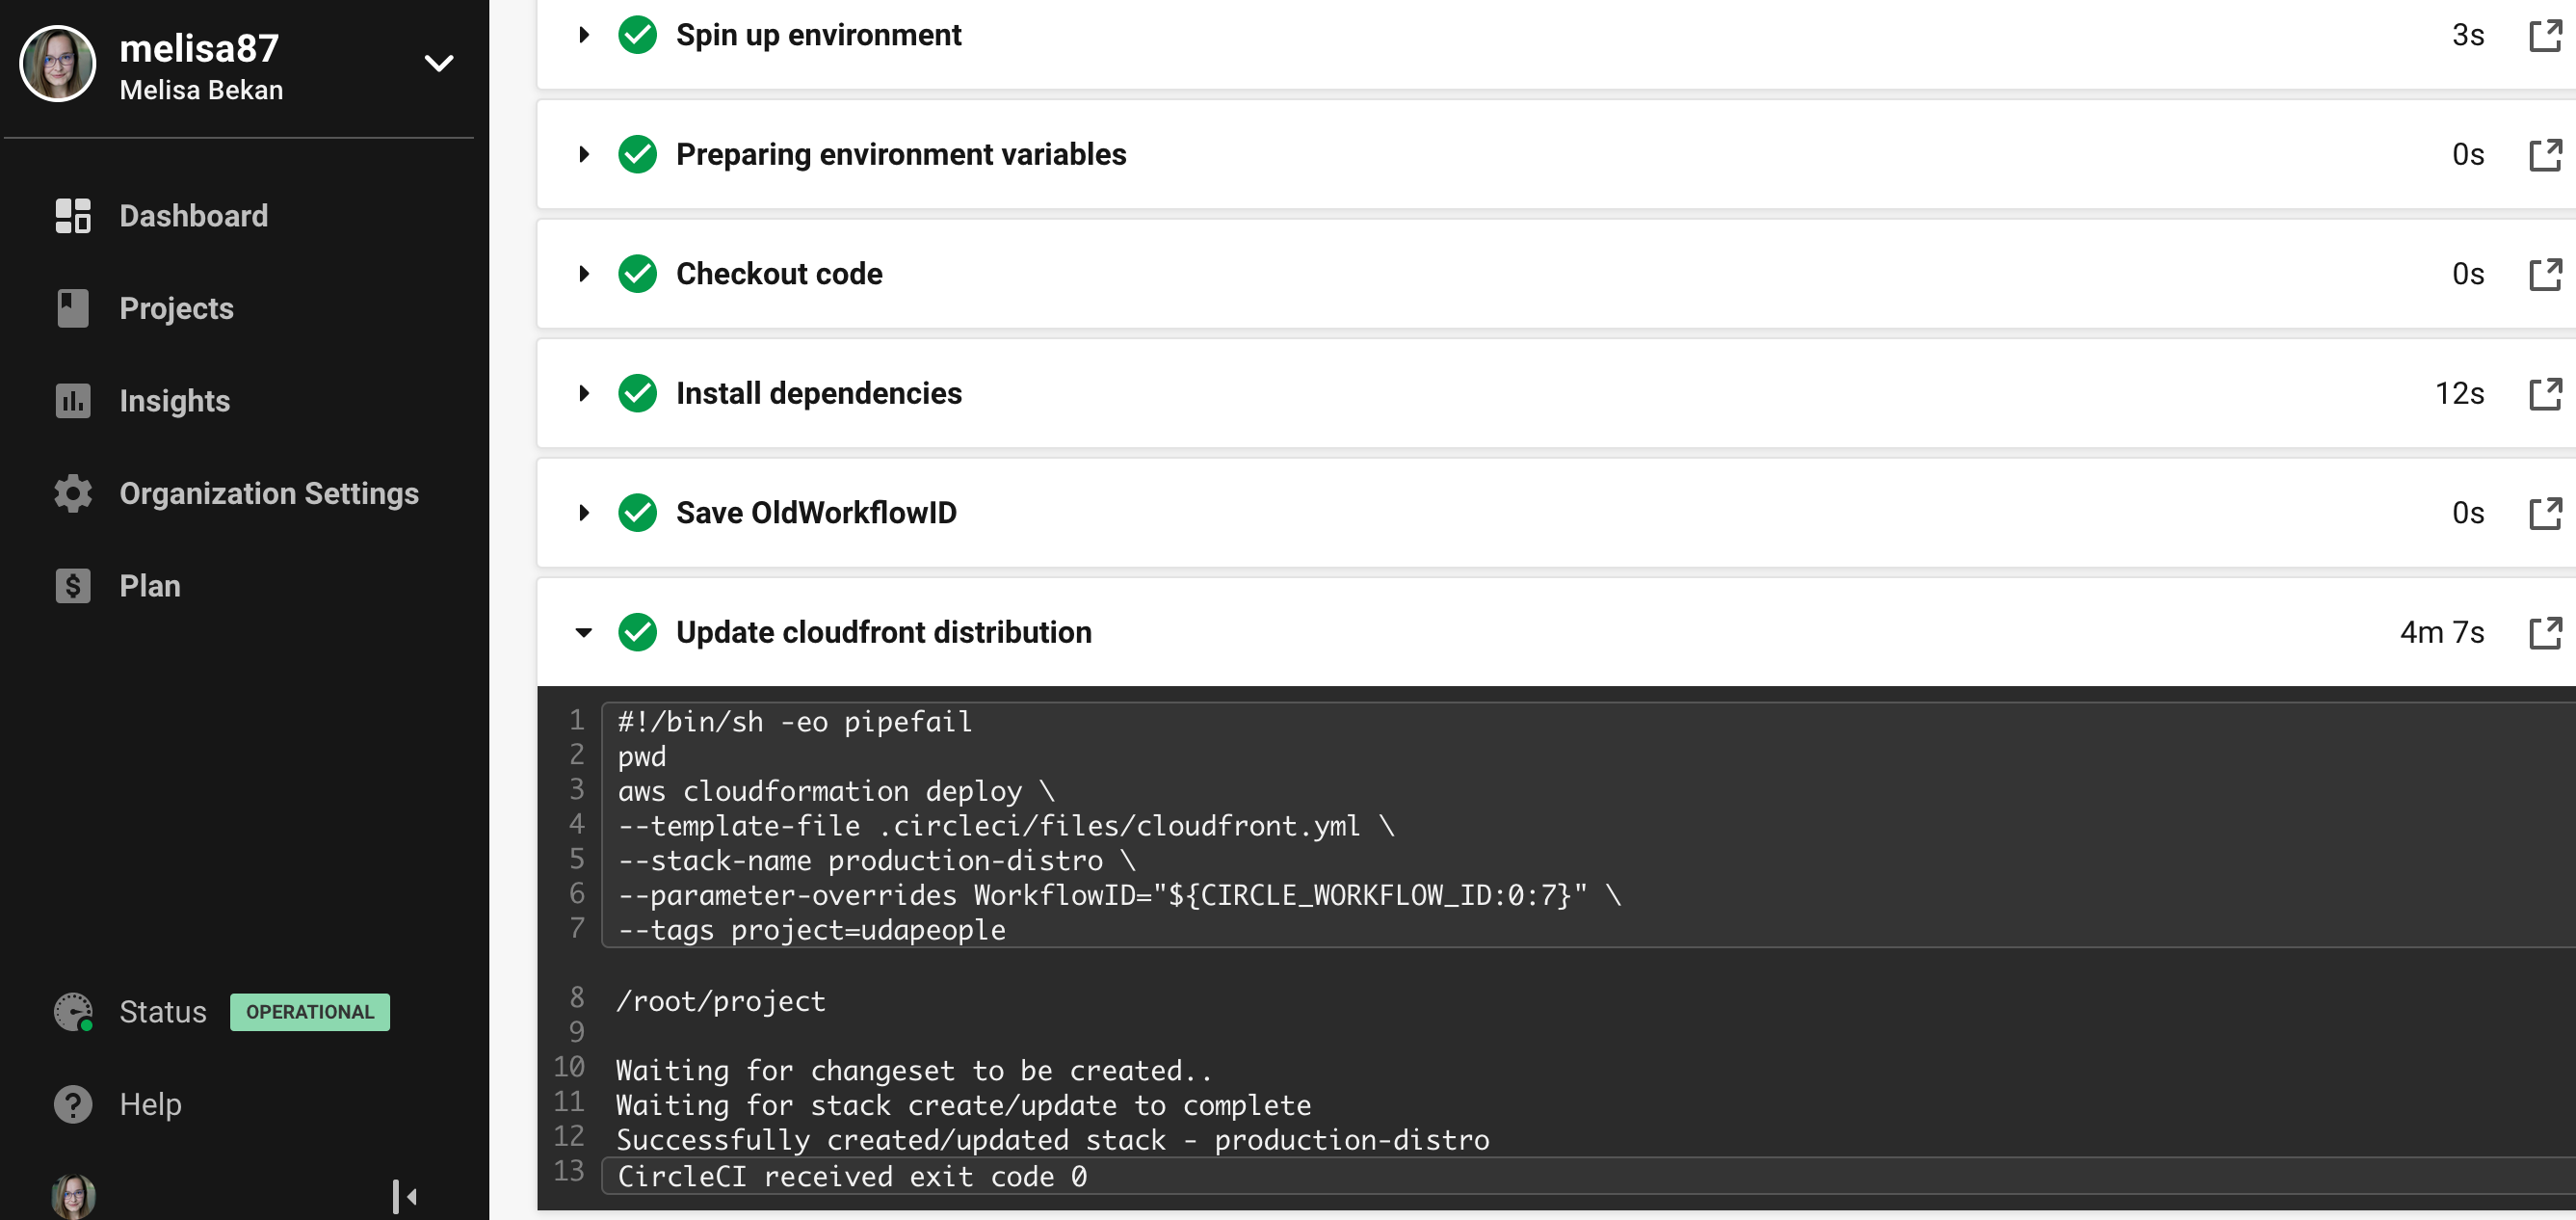 melisa87
Melisa Bekan
Dashboard
Projects
Insights
Organization Settings
Plan
Status OPERATIONAL
Help
Spin up environment 3s
Preparing environment variables 0s
Checkout code 0s
Install dependencies 12s
Save OldWorkflowID 0s
Update cloudfront distribution 4m 7s
1 #!/bin/sh -eo pipefail
2 pwd
3 aws cloudformation deploy \
4 --template-file .circleci/files/cloudfront.yml \
5 --stack-name production-distro \
6 --parameter-overrides WorkflowID="${CIRCLE_WORKFLOW_ID:0:7}" \
7 --tags project=udapeople
8 /root/project
9
10 Waiting for changeset to be created..
11 Waiting for stack create/update to complete
12 Successfully created/updated stack - production-distro
13 CircleCI received exit code 0